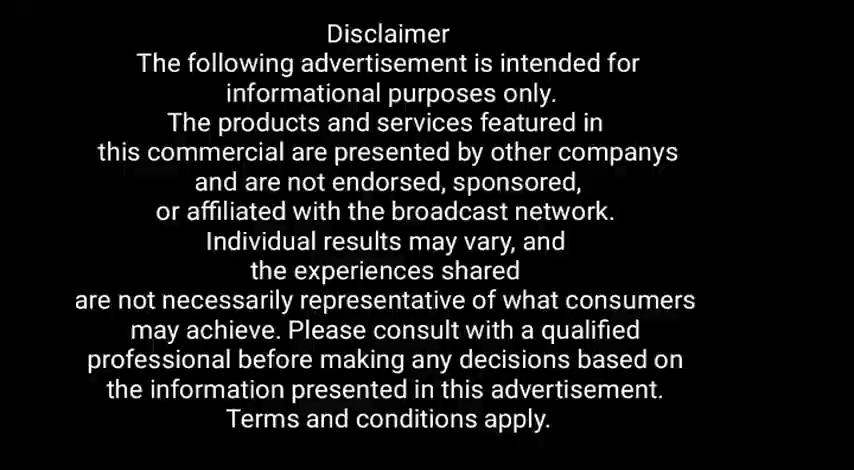 Disclaimer
The following advertisement is intended for
informational purposes only.
The products and services featured in
this commercial are presented by other companys
and are not endorsed, sponsored,
or affiliated with the broadcast network.
Individual results may vary, and
the experiences shared
are not necessarily representative of what consumers
may achieve. Please consult with a qualified
professional before making any decisions based on
the information presented in this advertisement.
Terms and conditions apply.